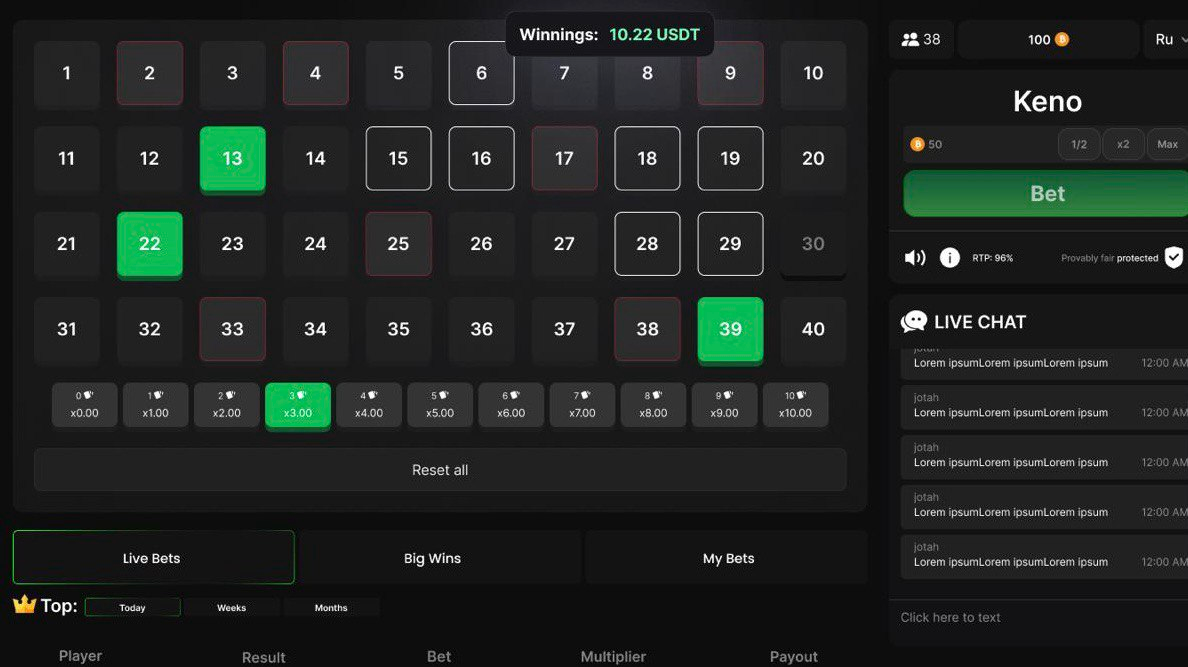 Winnings: 10.22 USDT
1 2 3 4 5 6 7 8 9 10
11 12 13 14 15 16 17 18 19 20
21 22 23 24 25 26 27 28 29 30
31 32 33 34 35 36 37 38 39 40
0 1 2 3 4 5 6 7 8 9 10
x0.00 x1.00 x2.00 x3.00 x4.00 x5.00 x6.00 x7.00 x8.00 x9.00 x10.00
Reset all
Live Bets Big Wins My Bets
Top: Today Weeks Months
Player Result Bet Multiplier Payout
38 100 Ru
Keno
50 1/2 x2 Max
Bet
RTP: 96% Provably fair protected
LIVE CHAT
jotah
Lorem ipsumLorem ipsumLorem ipsum 12:00 AM
jotah
Lorem ipsumLorem ipsumLorem ipsum 12:00 AM
jotah
Lorem ipsumLorem ipsumLorem ipsum 12:00 AM
jotah
Lorem ipsumLorem ipsumLorem ipsum 12:00 AM
jotah
Lorem ipsumLorem ipsumLorem ipsum 12:00 AM
Click here to text